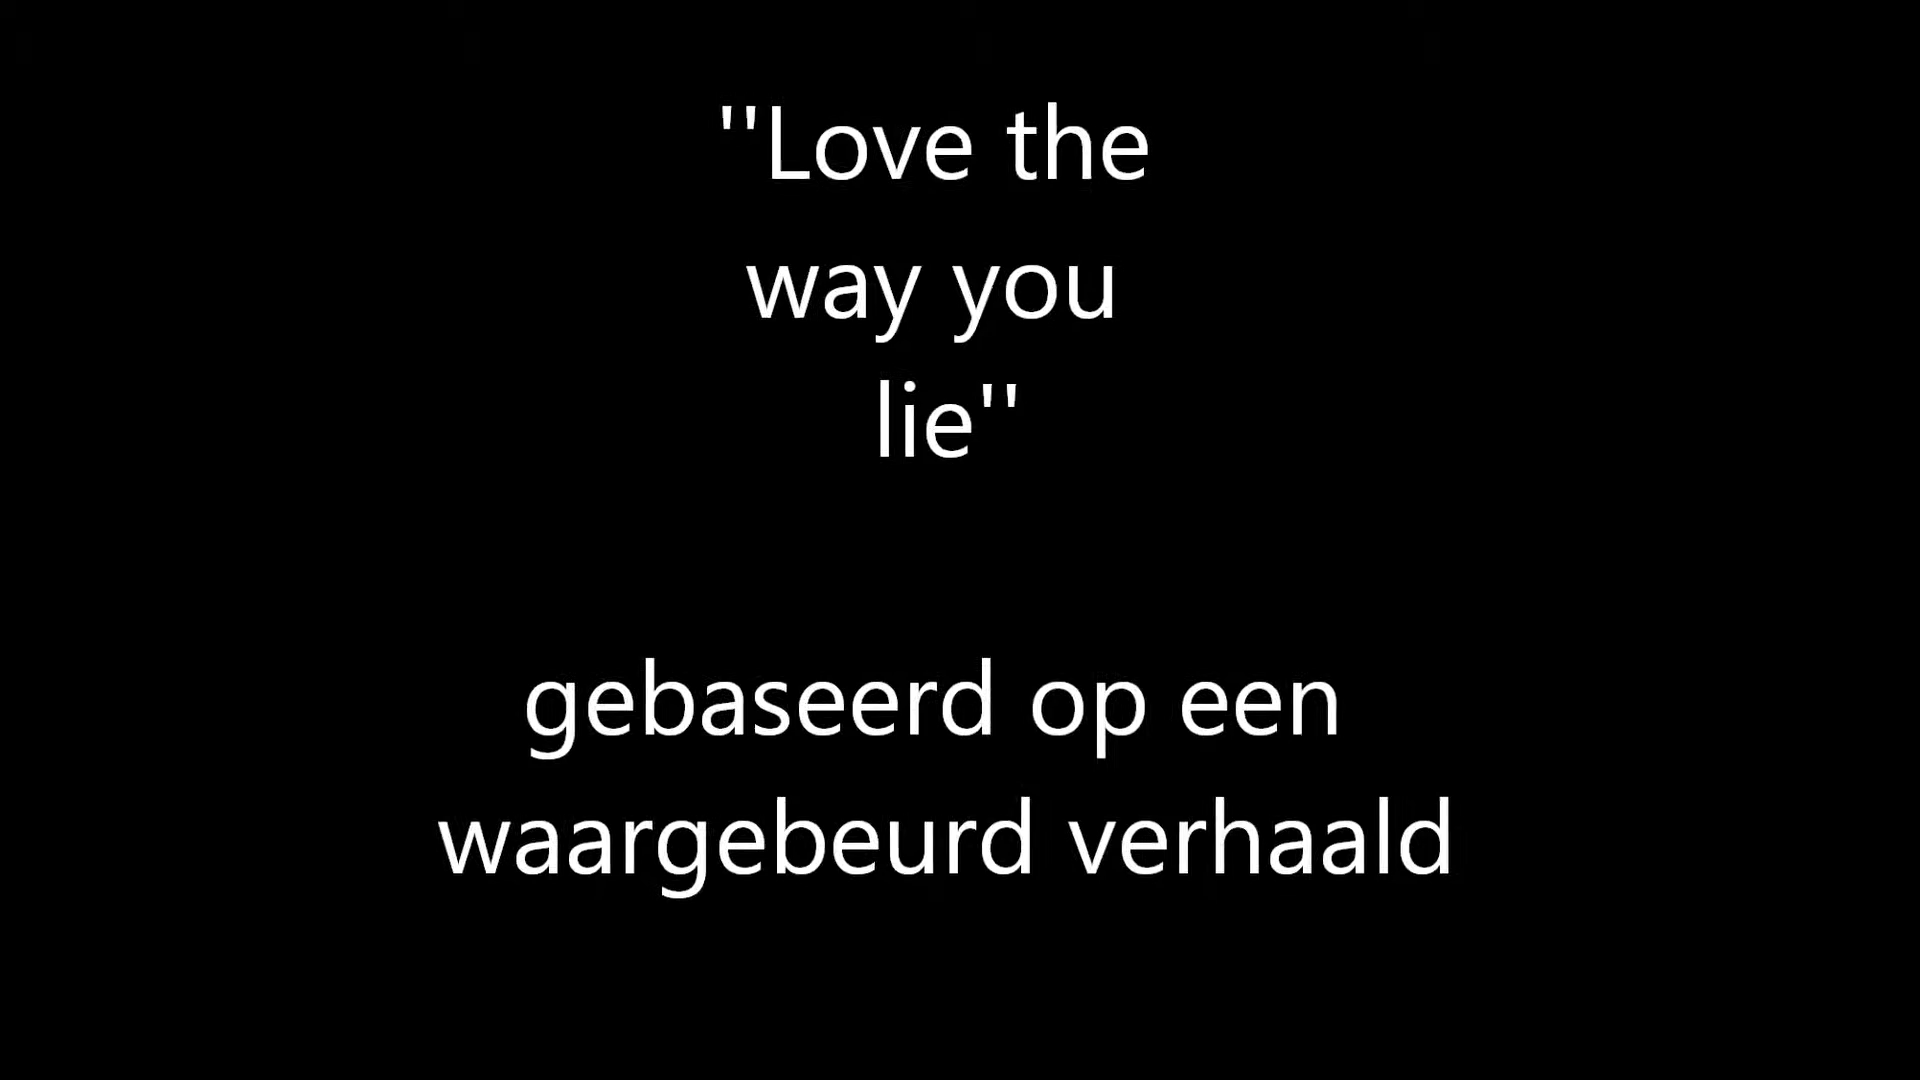 ''Love the
way you
lie''
gebaseerd op een
waargebeurd verhaald